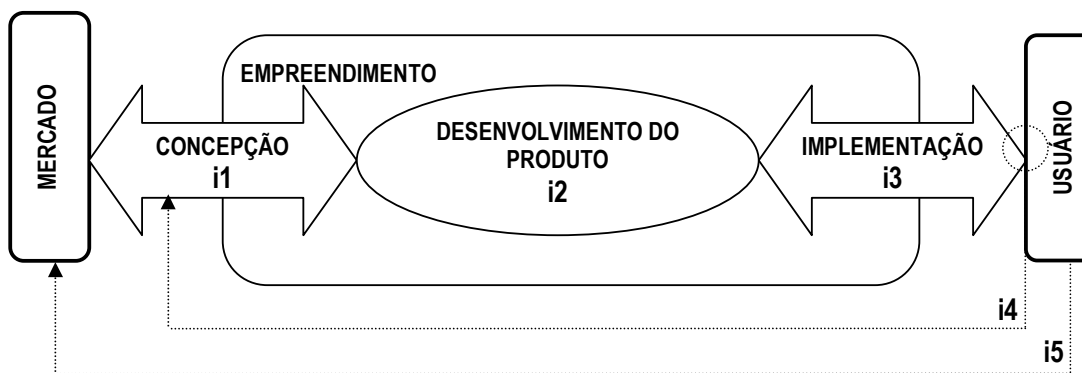 MERCADO
EMPREENDIMENTO
CONCEPÇÃO
i1
DESENVOLVIMENTO DO
PRODUTO
i2
IMPLEMENTAÇÃO
i3
USUÁRIO
i4
i5